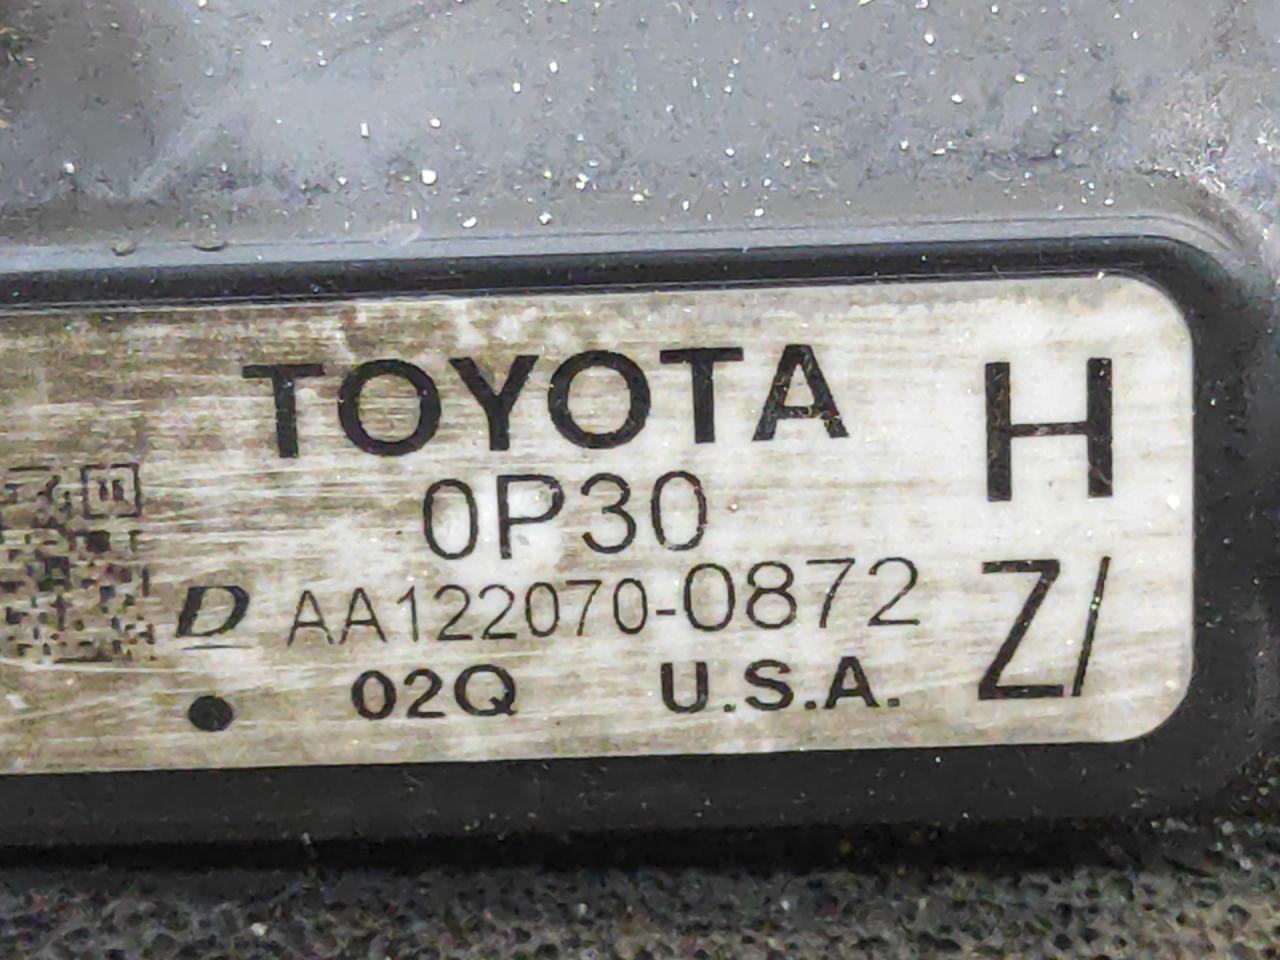 TOYOTA H
0P30
D AA122070-0872 Z/
02Q U.S.A.